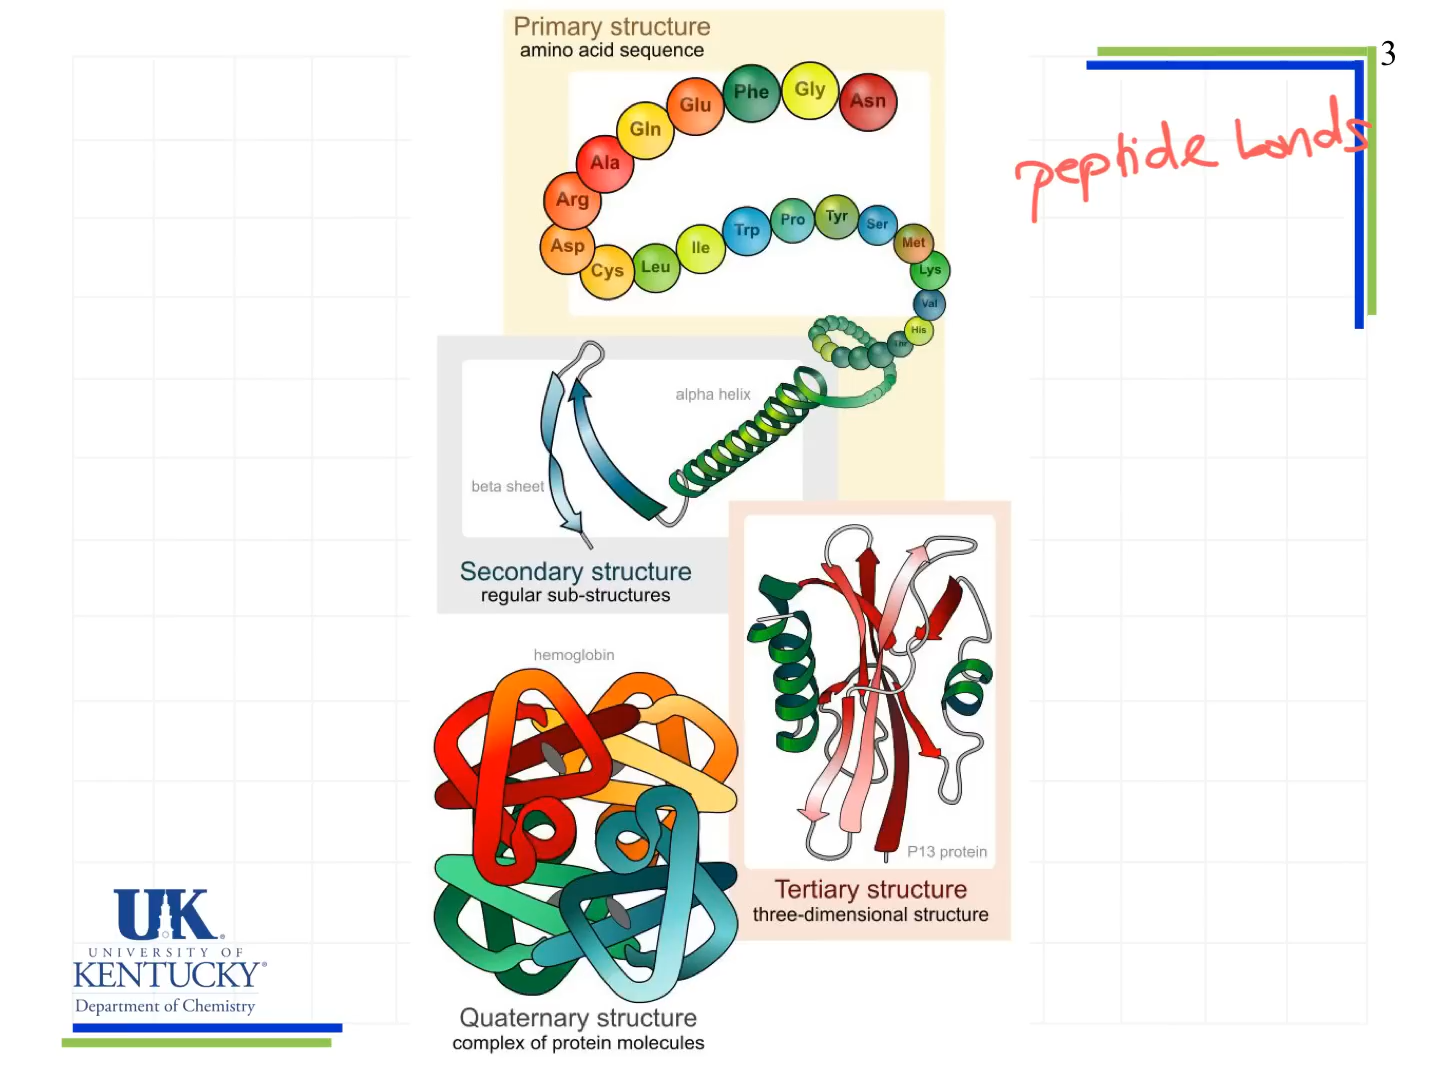 Primary structure
amino acid sequence
3
Asn
Gly
Phe
Glu
Gln
Ala
Arg
Asp
Cys
Leu
Ile
Trp
Pro
Tyr
Ser
Met
Lys
Val
His
Thr
peptide bonds
alpha helix
beta sheet
Secondary structure
regular sub-structures
hemoglobin
P13 protein
Tertiary structure
three-dimensional structure
UK®
UNIVERSITY OF
KENTUCKY®
Department of Chemistry
Quaternary structure
complex of protein molecules